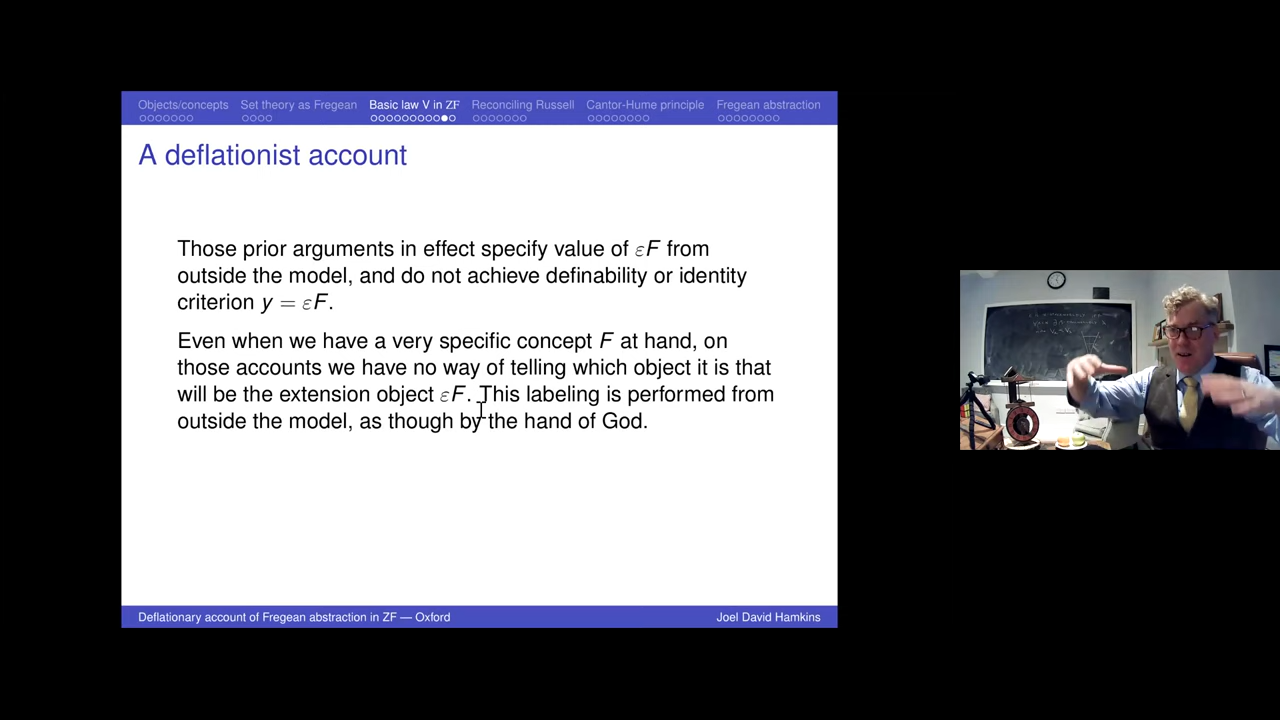 Objects/concepts Set theory as Fregean Basic law V in ZF Reconciling Russell Cantor-Hume principle Fregean abstraction
A deflationist account
Those prior arguments in effect specify value of εF from
outside the model, and do not achieve definability or identity
criterion y = εF.
Even when we have a very specific concept F at hand, on
those accounts we have no way of telling which object it is that
will be the extension object εF. This labeling is performed from
outside the model, as though by the hand of God.
Deflationary account of Fregean abstraction in ZF — Oxford Joel David Hamkins